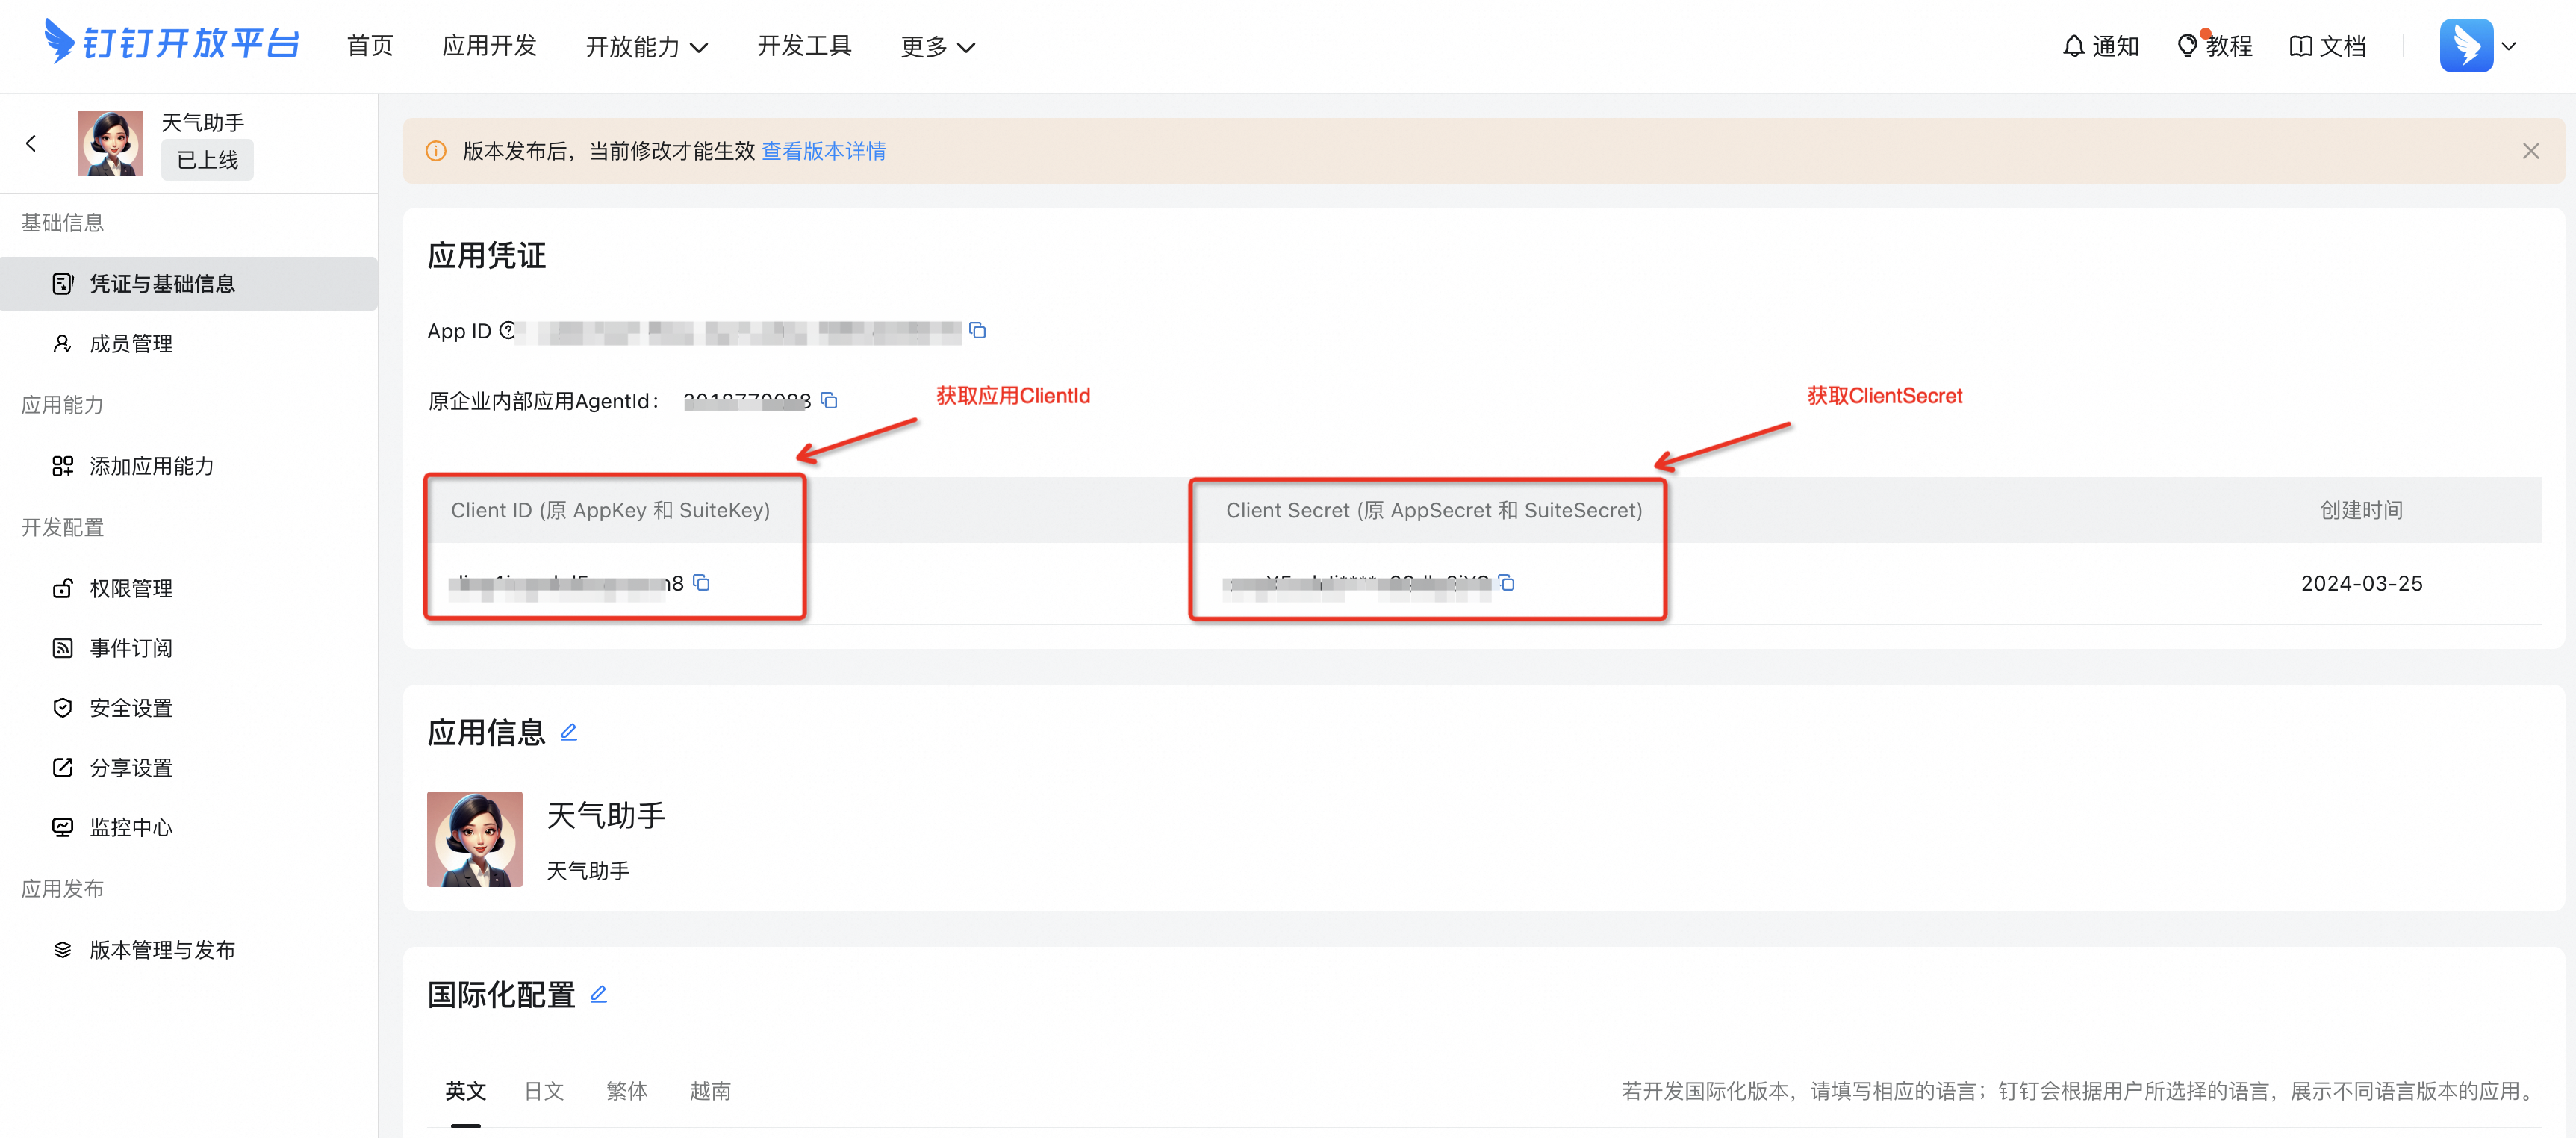 钉钉开放平台 首页 应用开发 开放能力 开发工具 更多 通知 教程 文档
天气助手
已上线
基础信息
凭证与基础信息
成员管理
应用能力
添加应用能力
开发配置
权限管理
事件订阅
安全设置
分享设置
监控中心
应用发布
版本管理与发布
版本发布后，当前修改才能生效 查看版本详情
应用凭证
App ID
原企业内部应用AgentId：
获取应用ClientId
获取ClientSecret
Client ID (原 AppKey 和 SuiteKey) Client Secret (原 AppSecret 和 SuiteSecret) 创建时间
2024-03-25
应用信息
天气助手
天气助手
国际化配置
英文 日文 繁体 越南 若开发国际化版本，请填写相应的语言；钉钉会根据用户所选择的语言，展示不同语言版本的应用。